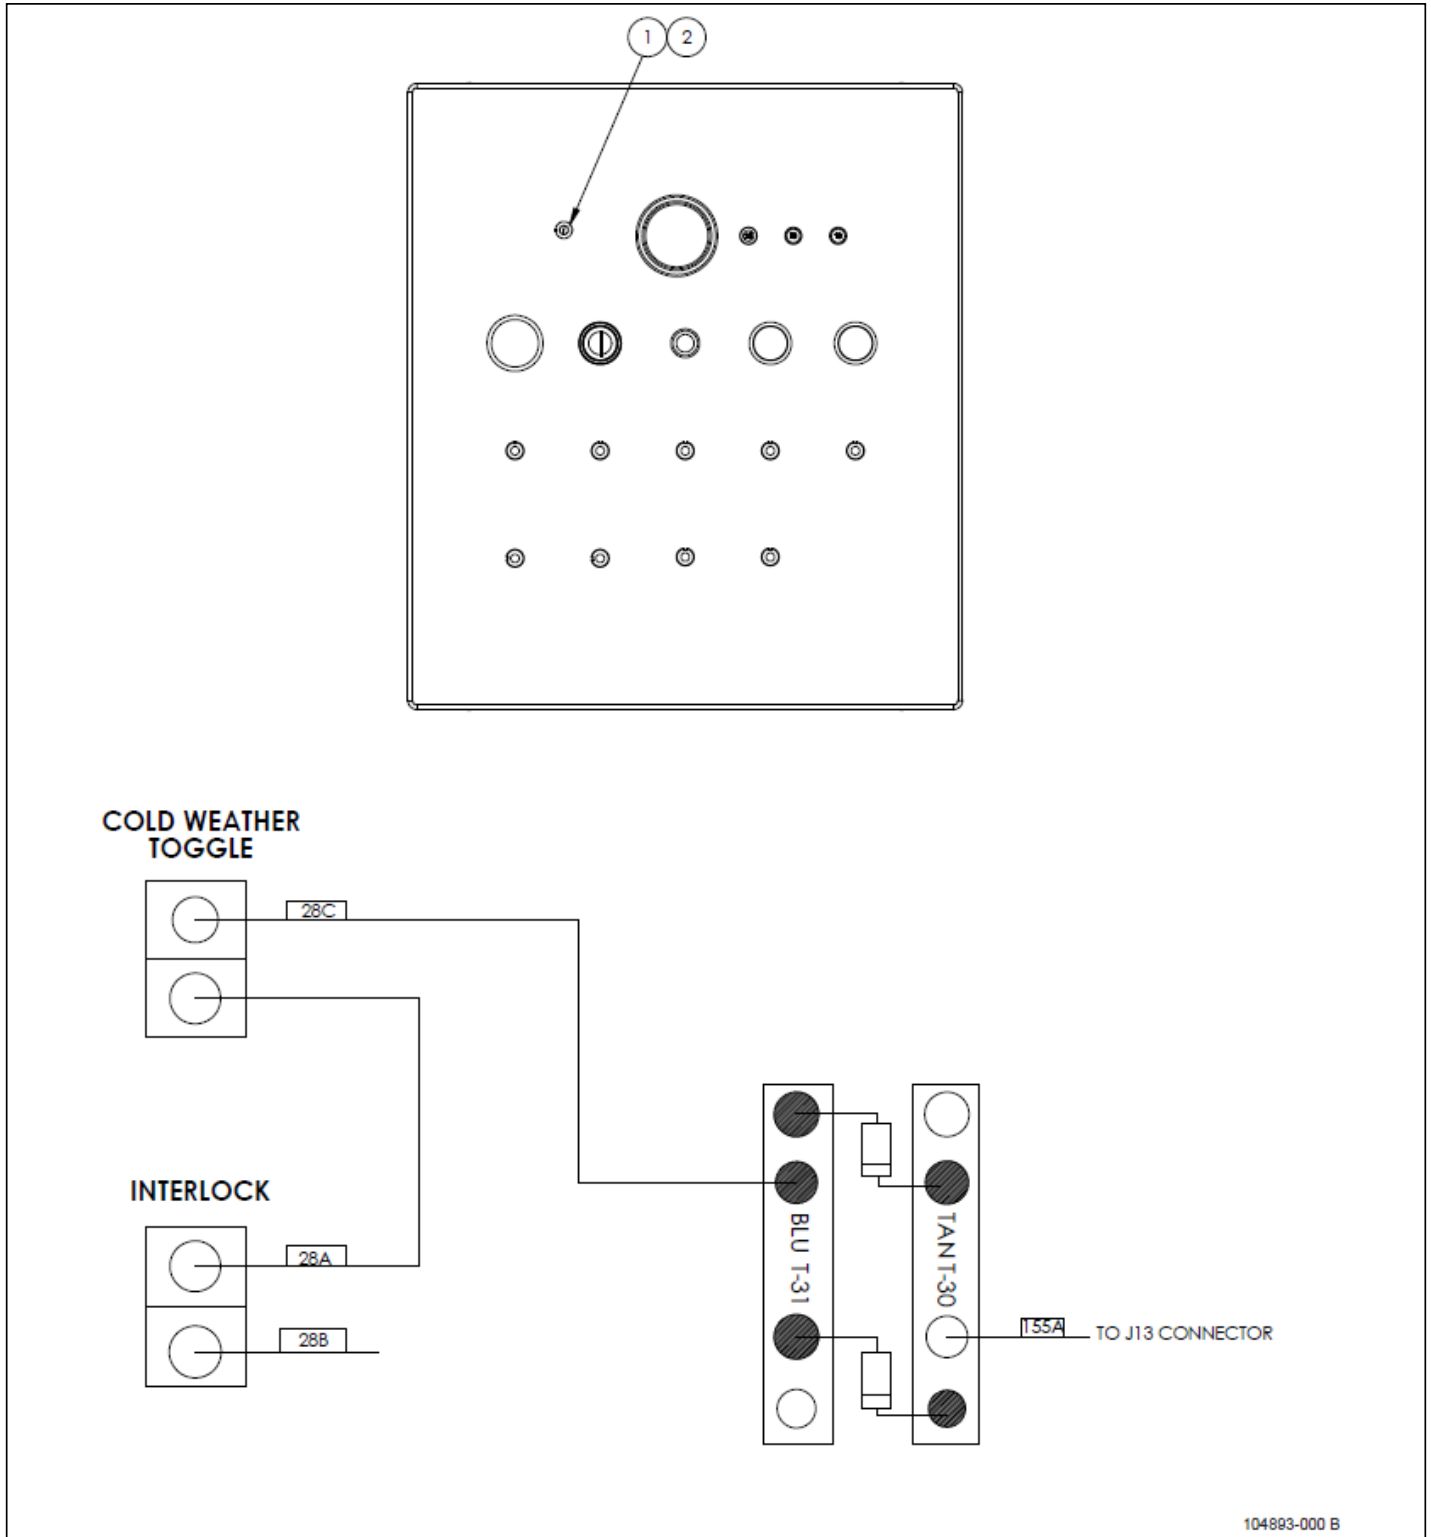 1 2
COLD WEATHER
TOGGLE
28C
INTERLOCK
28A
28B
BLU T-31
TAN T-30
155A
TO J13 CONNECTOR
104893-000 B